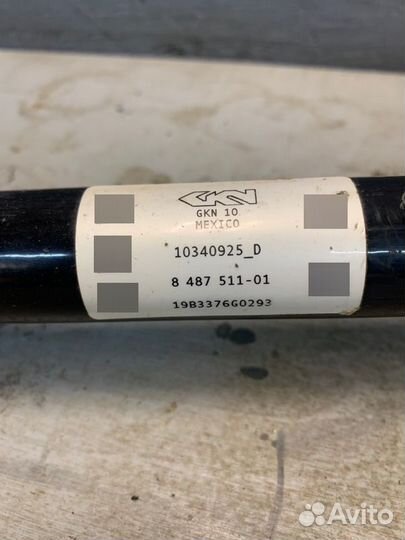 GKN
GKN 10
MEXICO
10340925_D
8 487 511-01
19B3376G0293
Avito